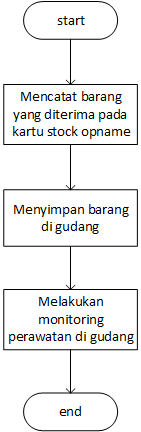 start
Mencatat barang
yang diterima pada
kartu stock opname
Menyimpan barang
di gudang
Melakukan
monitoring
perawatan di gudang
end